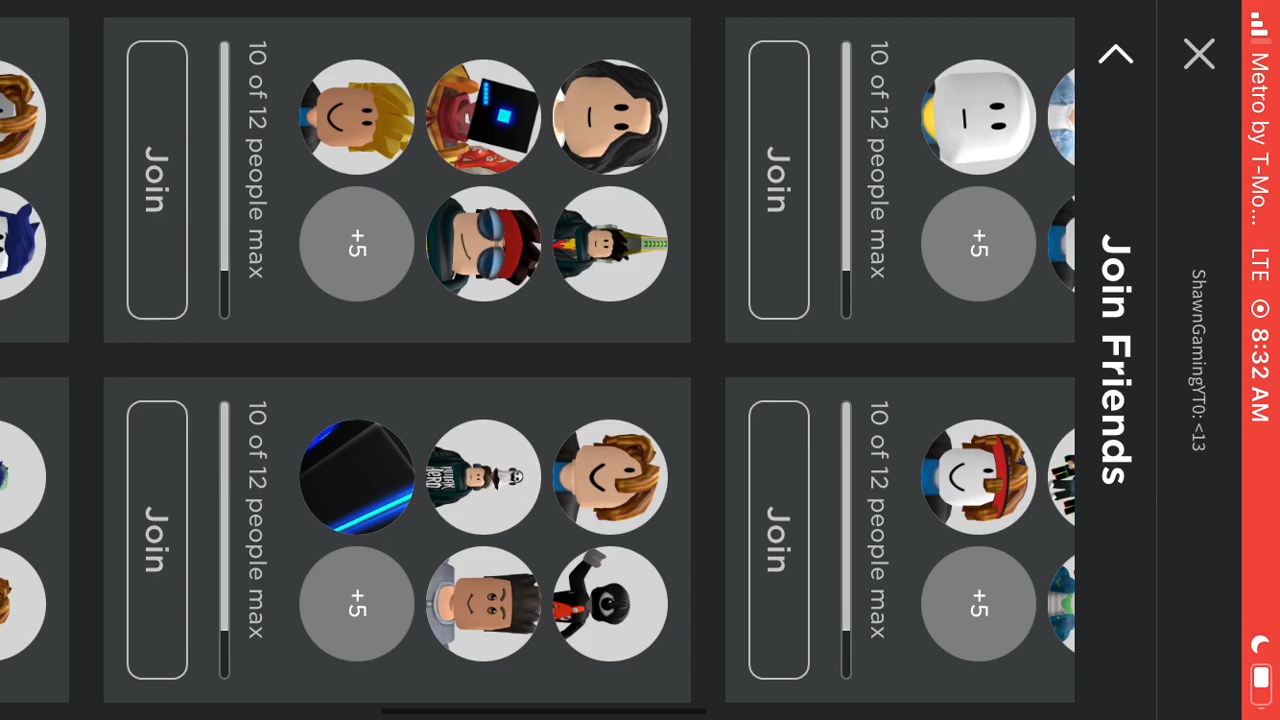 Metro by T-Mo... LTE 8:32 AM
ShawnGamingYT0: <13
Join Friends
+5
+5
10 of 12 people max
10 of 12 people max
Join
Join
+5
+5
10 of 12 people max
10 of 12 people max
Join
Join